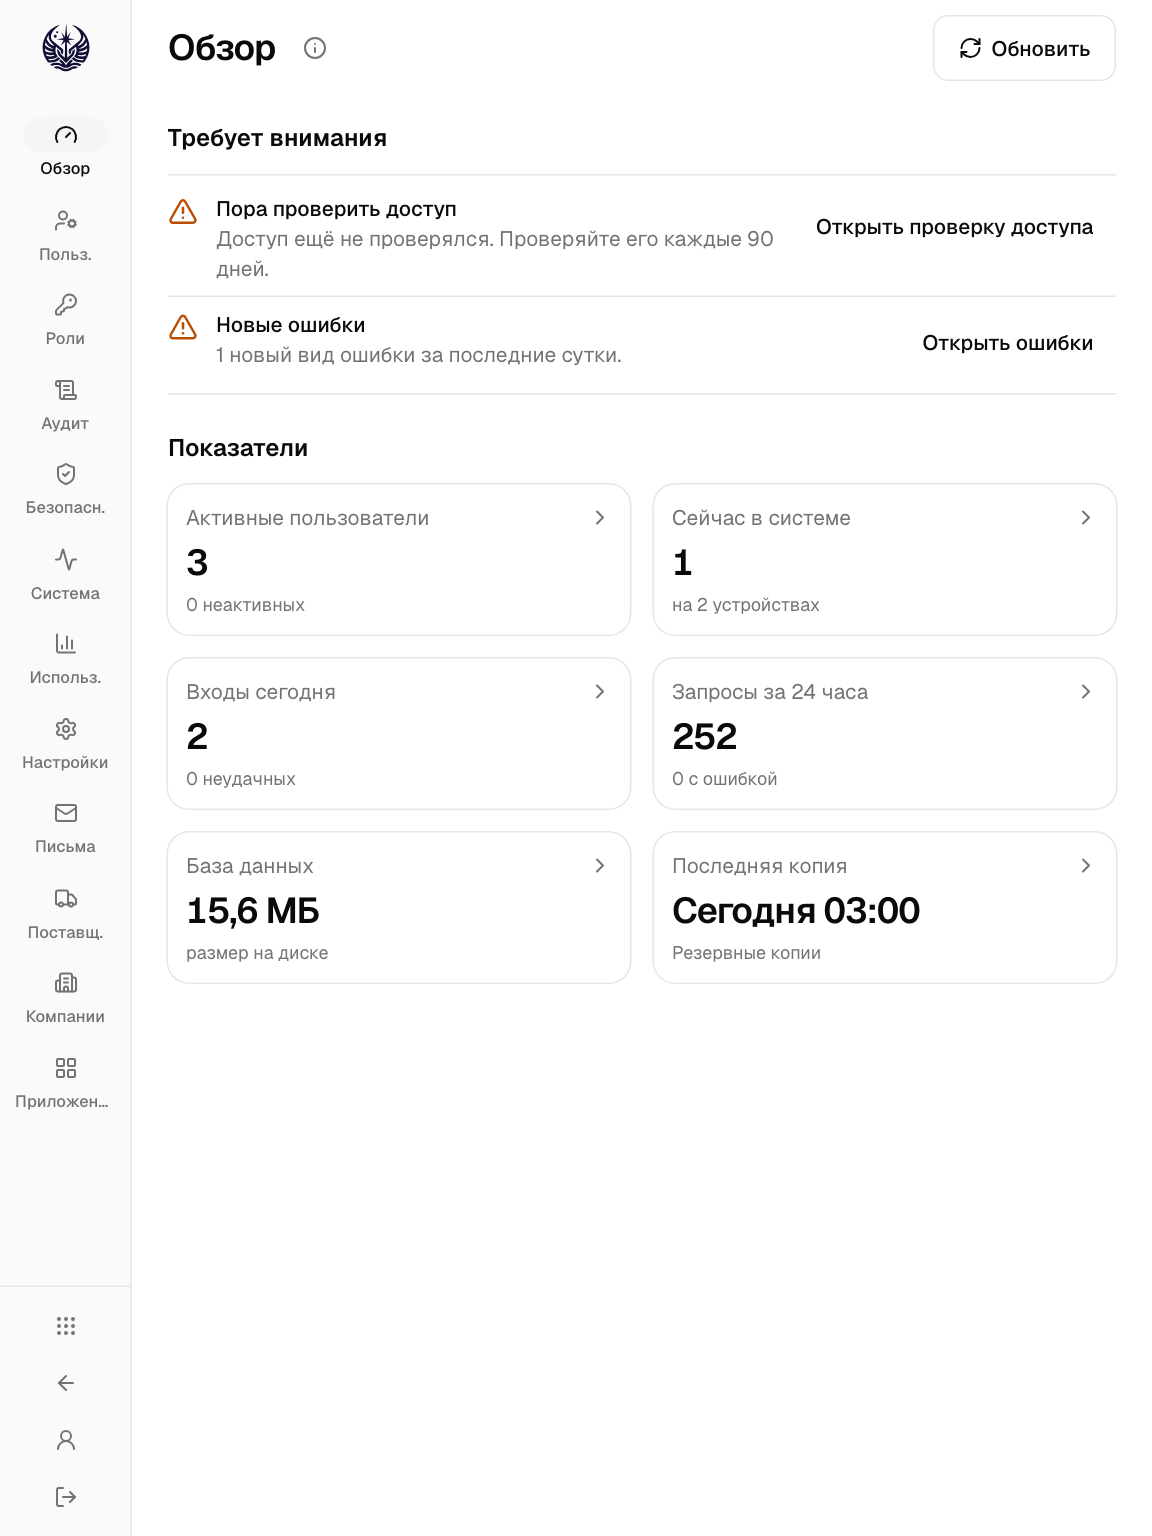 Обзор
Обновить
Обзор
Польз.
Роли
Аудит
Безопасн.
Система
Использ.
Настройки
Письма
Поставщ.
Компании
Приложен...
Требует внимания
Пора проверить доступ
Доступ ещё не проверялся. Проверяйте его каждые 90
дней.
Открыть проверку доступа
Новые ошибки
1 новый вид ошибки за последние сутки.
Открыть ошибки
Показатели
Активные пользователи
3
0 неактивных
Сейчас в системе
1
на 2 устройствах
Входы сегодня
2
0 неудачных
Запросы за 24 часа
252
0 с ошибкой
База данных
15,6 МБ
размер на диске
Последняя копия
Сегодня 03:00
Резервные копии